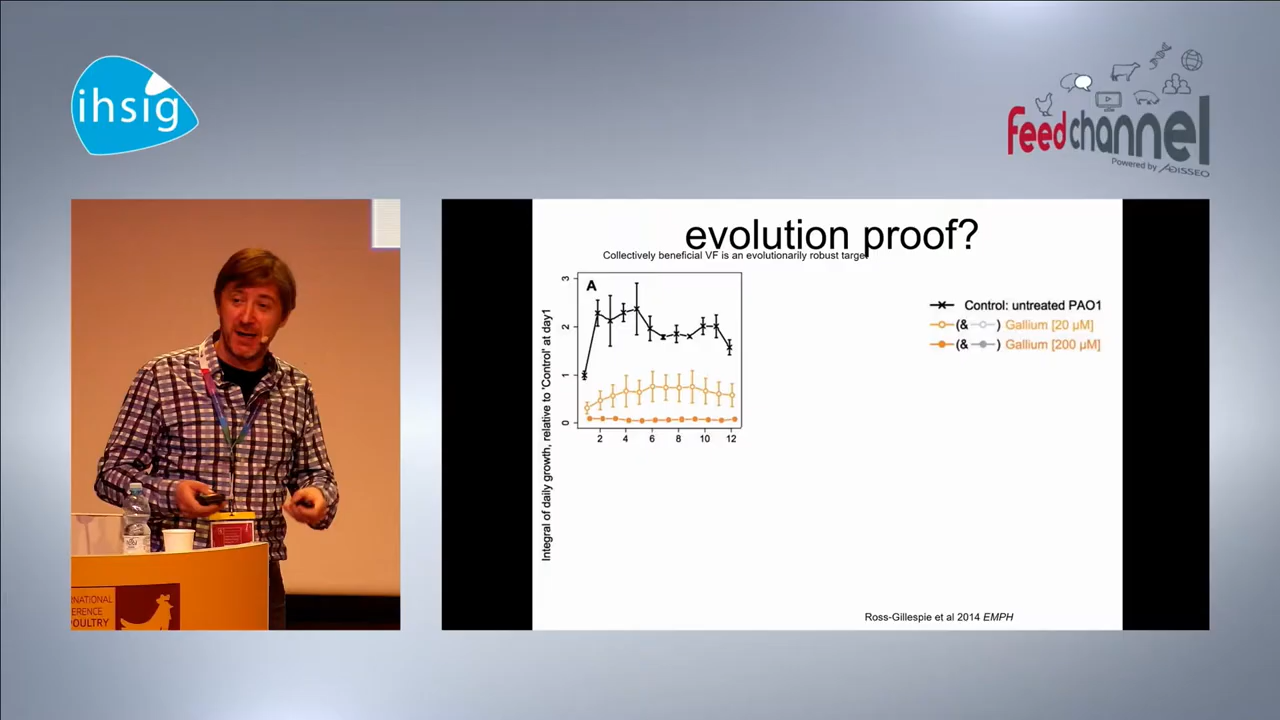 ihsig
feedchannel
Powered by ADISSEO
evolution proof?
Collectively beneficial VF is an evolutionarily robust target
A
Integral of daily growth, relative to 'Control' at day1
3
2
1
0
2 4 6 8 10 12
Control: untreated PAO1
(& ) Gallium [20 µM]
(& ) Gallium [200 µM]
Ross-Gillespie et al 2014 EMPH
RNATIONAL
ERENCE
POULTRY